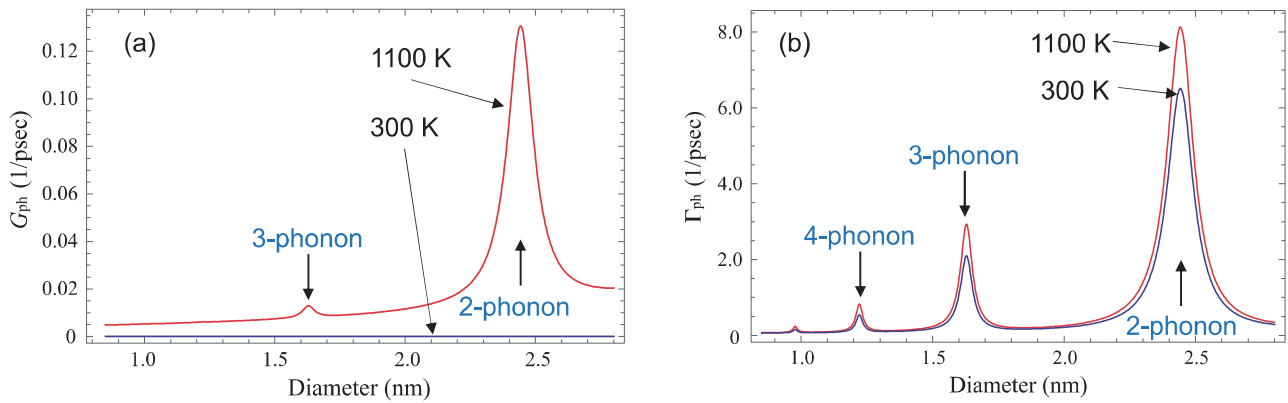 (a)
1100 K
300 K
3-phonon
2-phonon
G_ph (1/psec)
0.12
0.10
0.08
0.06
0.04
0.02
0
1.0
1.5
2.0
2.5
Diameter (nm)
(b)
1100 K
300 K
3-phonon
4-phonon
2-phonon
Γ_ph (1/psec)
8.0
6.0
4.0
2.0
0
1.0
1.5
2.0
2.5
Diameter (nm)